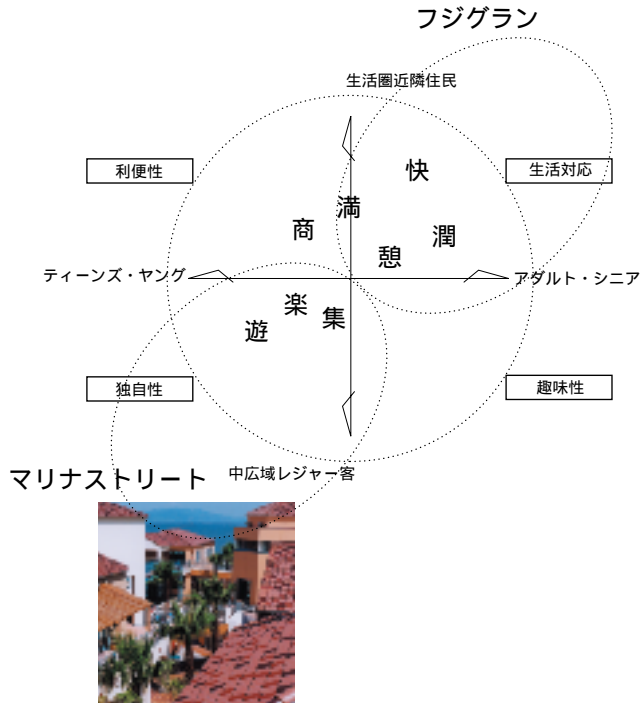 フジグラン
生活圏近隣住民
利便性
快
生活対応
満
商
潤
憩
ティーンズ・ヤング
アダルト・シニア
楽
集
遊
独自性
趣味性
マリナストリート
中広域レジャー客